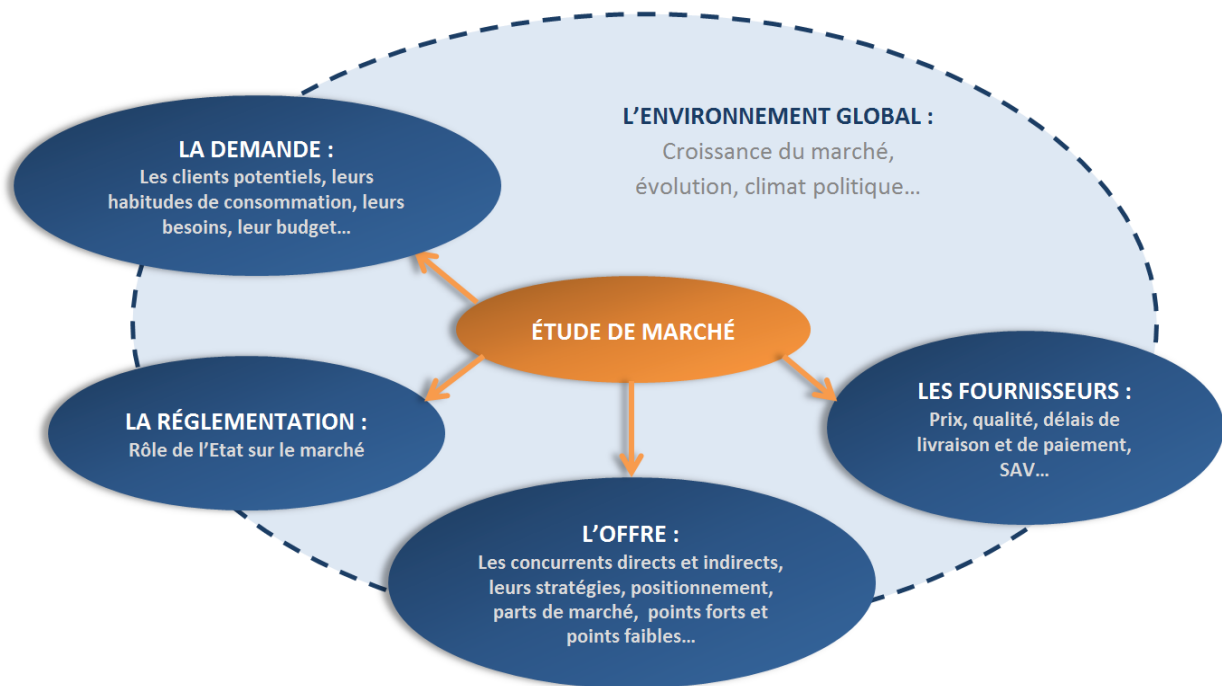 L'ENVIRONNEMENT GLOBAL :
Croissance du marché,
évolution, climat politique…
LA DEMANDE :
Les clients potentiels, leurs
habitudes de consommation, leurs
besoins, leur budget…
ÉTUDE DE MARCHÉ
LA RÉGLEMENTATION :
Rôle de l'Etat sur le marché
LES FOURNISSEURS :
Prix, qualité, délais de
livraison et de paiement,
SAV…
L'OFFRE :
Les concurrents directs et indirects,
leurs stratégies, positionnement,
parts de marché,  points forts et
points faibles…